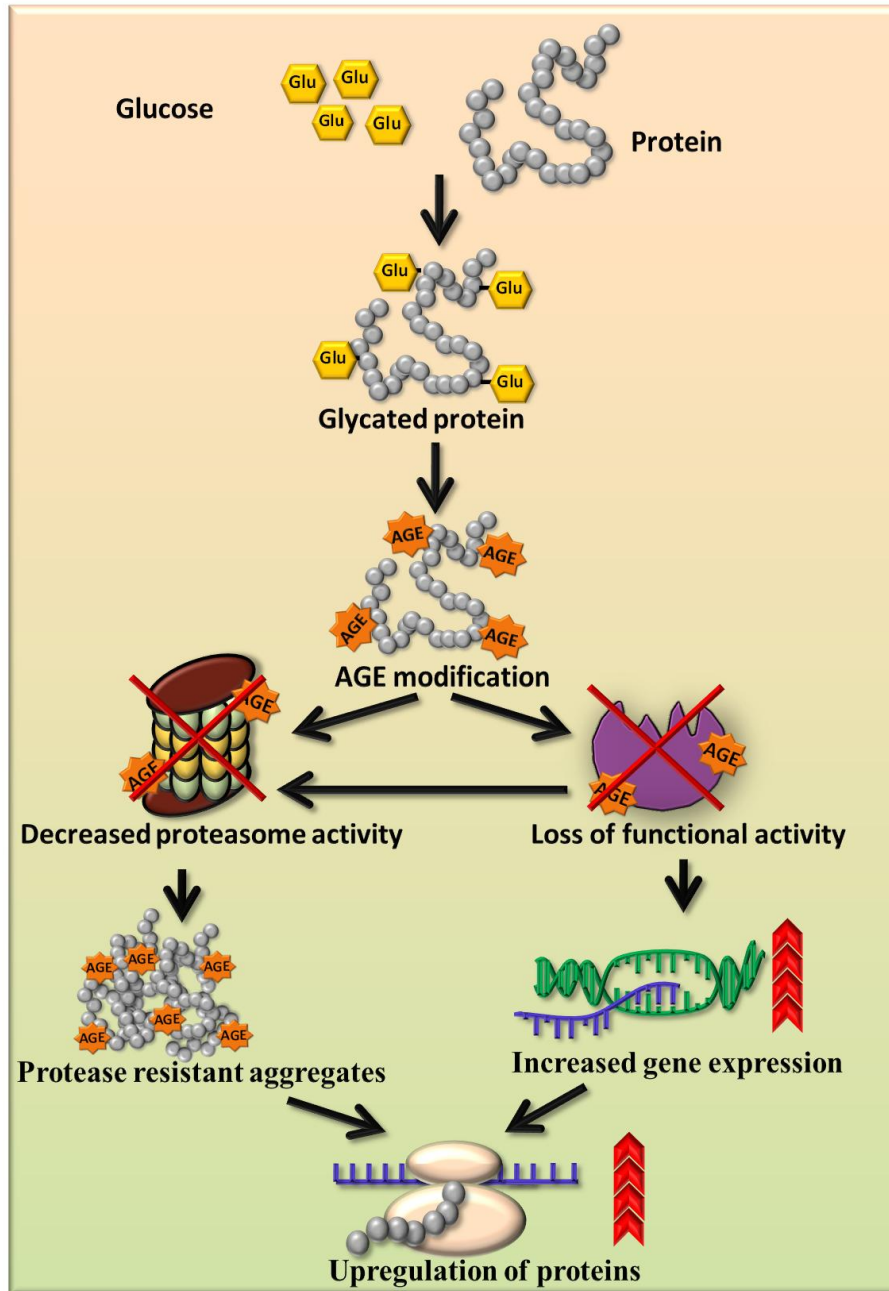 Glu
Glu
Glucose
Glu
Glu
Protein
Glu
Glu
Glu
Glu
Glycated protein
AGE
AGE
AGE
AGE
AGE modification
AGE
AGE
AGE
AGE
Decreased proteasome activity
Loss of functional activity
AGE
AGE
AGE
AGE
AGE
AGE
Protease resistant aggregates
Increased gene expression
Upregulation of proteins